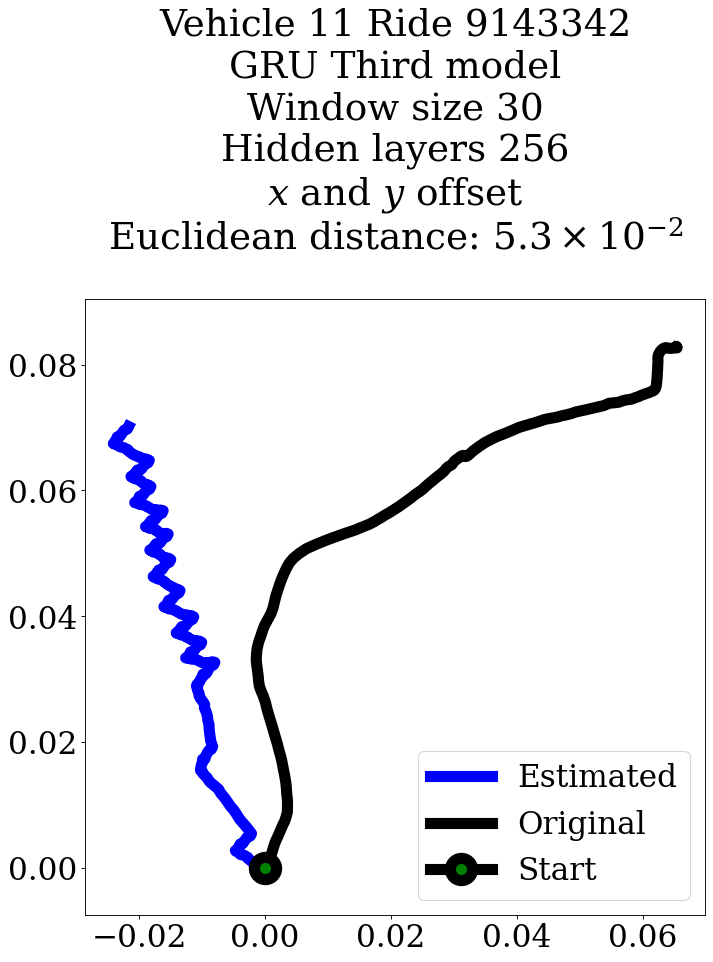 Vehicle 11 Ride 9143342
GRU Third model
Window size 30
Hidden layers 256
x and y offset
Euclidean distance: 5.3 × 10⁻²
0.08
0.06
0.04
0.02
0.00
−0.02 0.00 0.02 0.04 0.06
Estimated
Original
Start